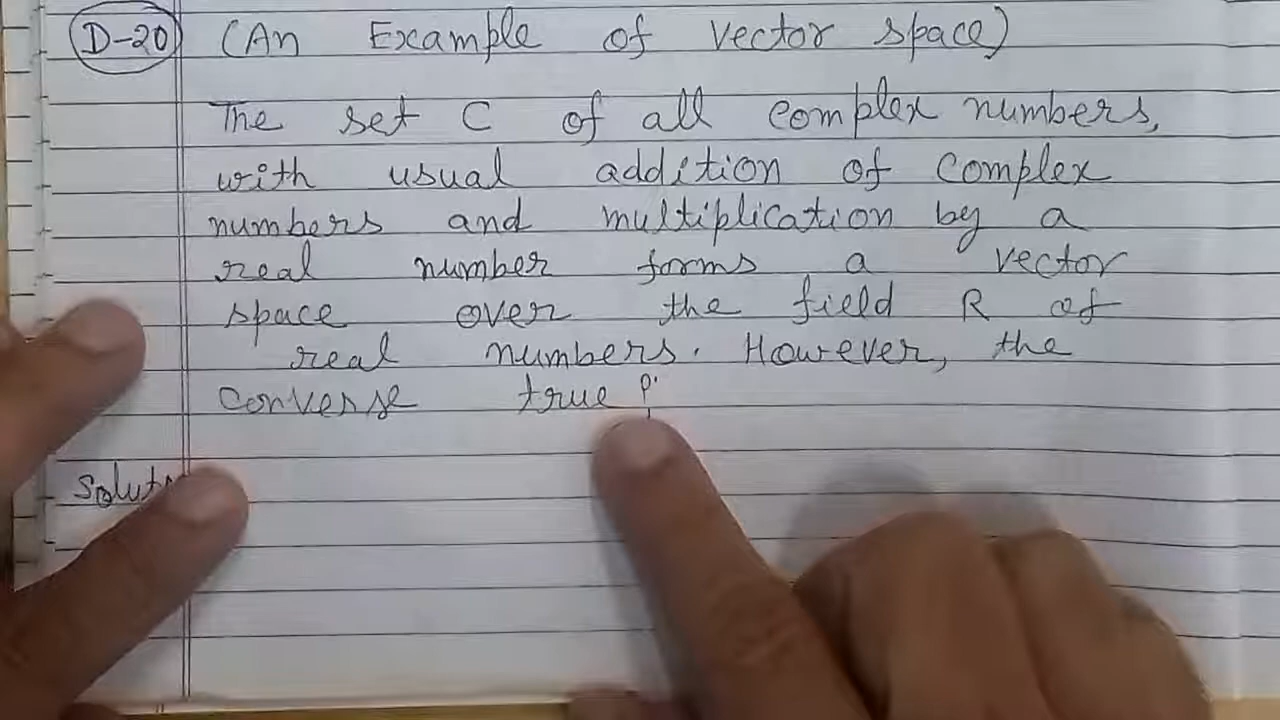 D-20 (An Example of vector space)
The set C of all complex numbers,
with usual addition of complex
numbers and multiplication by a
real number forms a vector
space over the field R of
real numbers. However, the
converse true